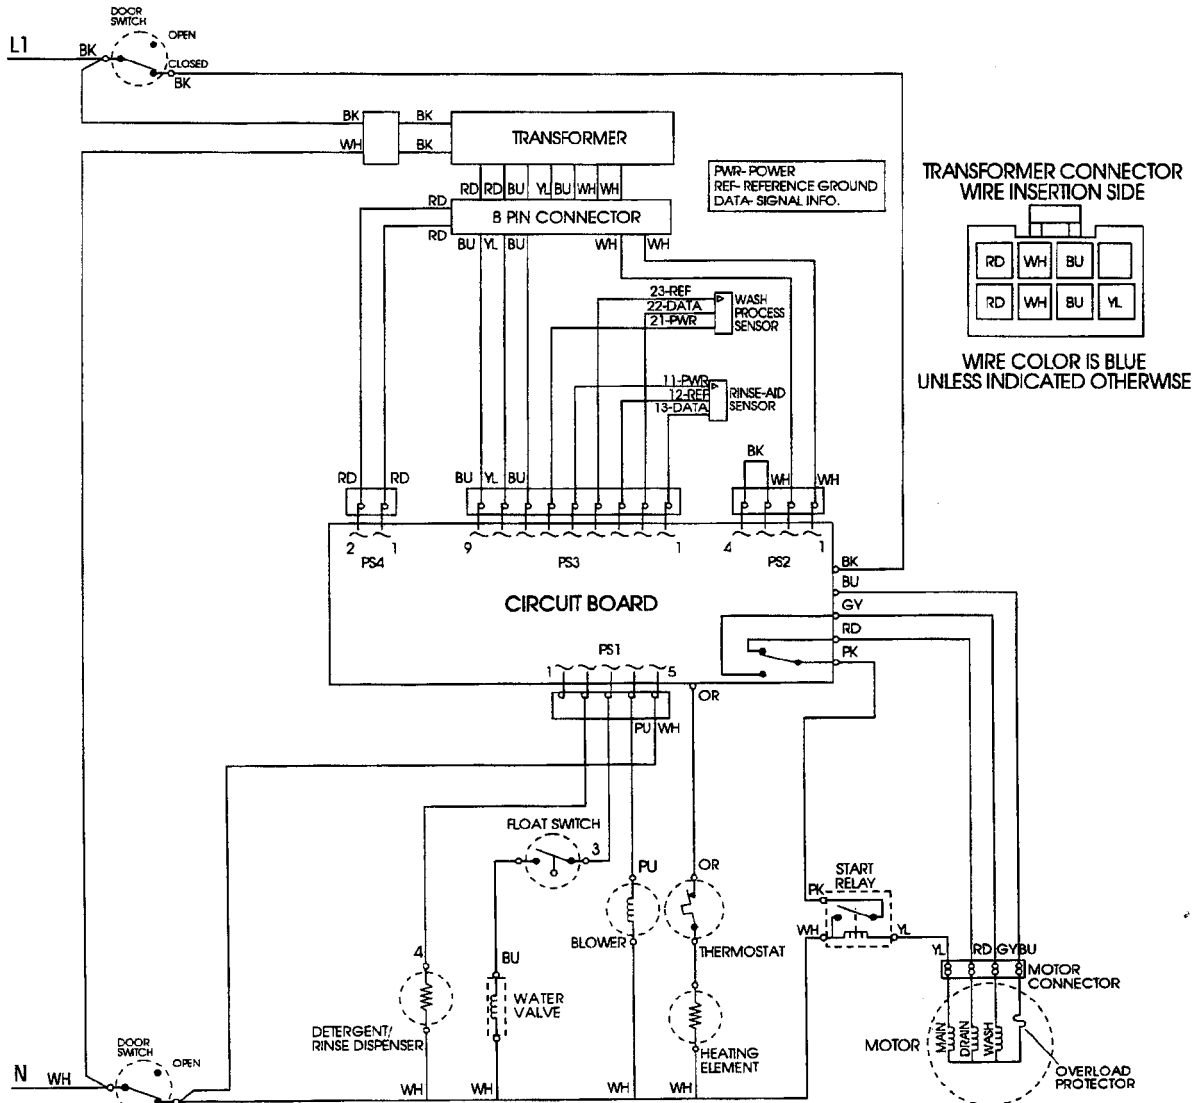 DOOR
SWITCH
OPEN
L1
BK
CLOSED
BK
BK
BK
WH
BK
TRANSFORMER
PWR- POWER
REF- REFERENCE GROUND
DATA- SIGNAL INFO.
TRANSFORMER CONNECTOR
WIRE INSERTION SIDE
RD RD BU YL BU WH WH
RD
8 PIN CONNECTOR
RD
BU YL BU WH WH
RD WH BU
RD WH BU YL
WIRE COLOR IS BLUE
UNLESS INDICATED OTHERWISE
23-REF
22-DATA
21-PWR
WASH
PROCESS
SENSOR
11-PWR
12-REF
13-DATA
RINSE-AID
SENSOR
BK
RD RD BU YL BU WH WH
2 1 9 1 4 1
PS4 PS3 PS2
BK
BU
CIRCUIT BOARD
GY
RD
PK
PS1
1 5
OR
PU WH
FLOAT SWITCH
3
PU
OR
START
RELAY
PK
BLOWER
THERMOSTAT
WH
YL
YL RD GY BU
4
BU
MOTOR
CONNECTOR
WATER
VALVE
DETERGENT/
RINSE DISPENSER
HEATING
ELEMENT
MOTOR
MAIN
DRAIN
WASH
OVERLOAD
PROTECTOR
DOOR
SWITCH
OPEN
N
WH
WH WH WH WH